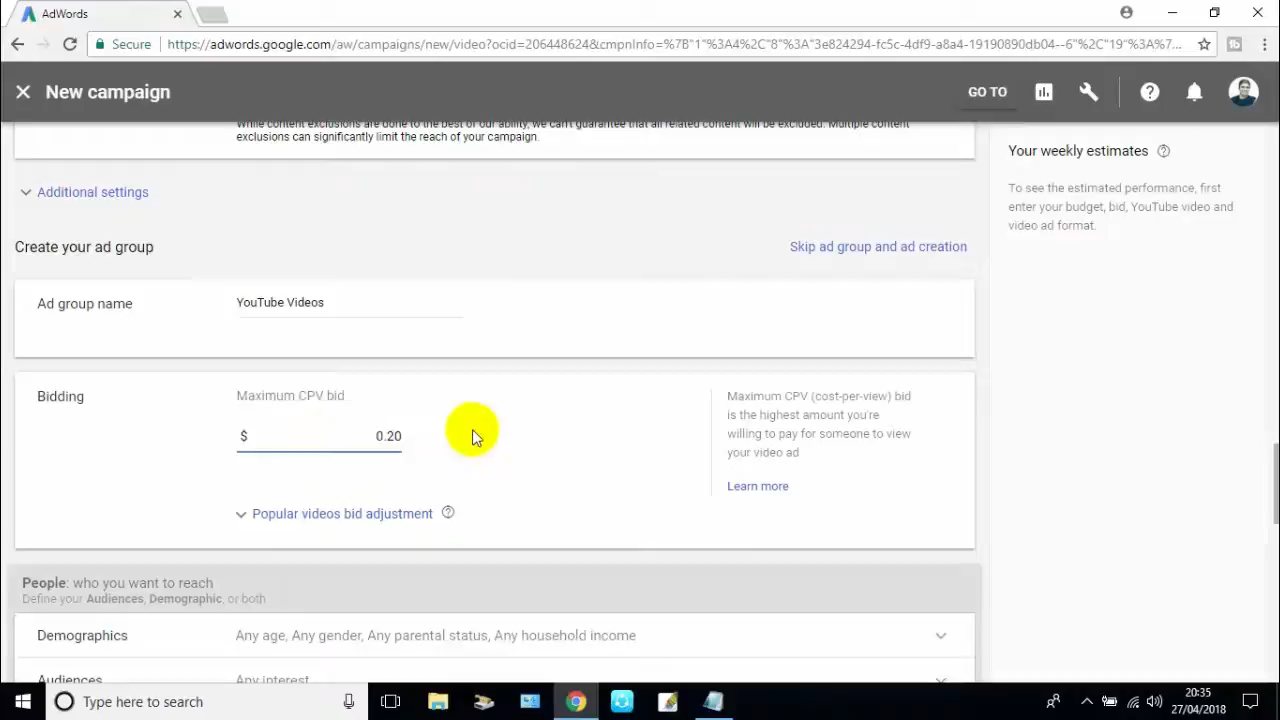 AdWords
Secure
https://adwords.google.com/aw/campaigns/new/video?ocid=206448624&cmpnInfo=%7B"1"%3A4%2C"8"%3A"3e824294-fc5c-4df9-a8a4-19190890db04--6"%2C"19"%3A%7...
New campaign
GO TO
While content exclusions are done to the best of our ability, we can't guarantee that all related content will be excluded. Multiple content
exclusions can significantly limit the reach of your campaign.
Your weekly estimates
To see the estimated performance, first
enter your budget, bid, YouTube video and
video ad format.
Additional settings
Create your ad group
Skip ad group and ad creation
Ad group name
YouTube Videos
Bidding
Maximum CPV bid
$ 0.20
Maximum CPV (cost-per-view) bid
is the highest amount you're
willing to pay for someone to view
your video ad
Learn more
Popular videos bid adjustment
People: who you want to reach
Define your Audiences, Demographic, or both
Demographics
Any age, Any gender, Any parental status, Any household income
Audiences
Any interest
Type here to search
20:35
27/04/2018